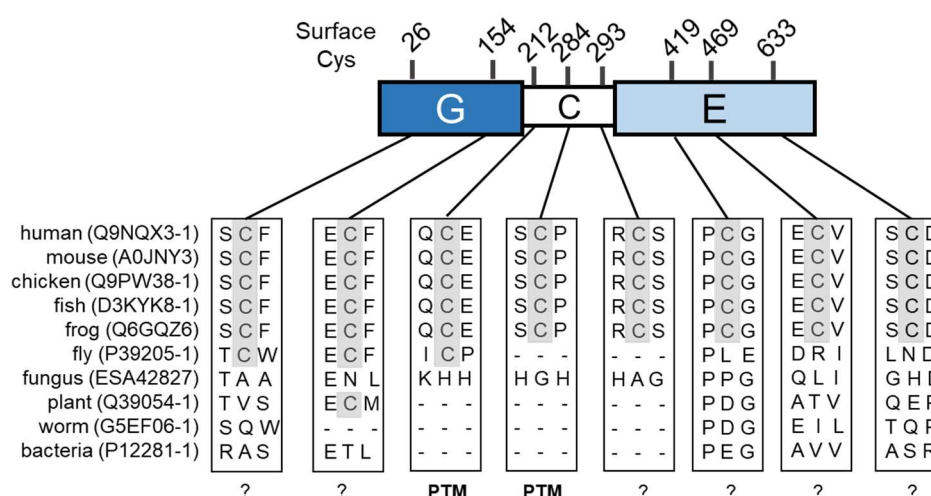 Surface Cys 26 154 212 284 293 419 469 633
G C E
human (Q9NQX3-1) S C F E C F Q C E S C P R C S P C G E C V S C D
mouse (A0JNY3) S C F E C F Q C E S C P R C S P C G E C V S C D
chicken (Q9PW38-1) S C F E C F Q C E S C P R C S P C G E C V S C D
fish (D3KYK8-1) S C F E C F Q C E S C P R C S P C G E C V S C D
frog (Q6GQZ6) S C F E C F Q C E S C P R C S P C G E C V S C D
fly (P39205-1) T C W E C F I C P - - - - - - P L E D R I L N D
fungus (ESA42827) T A A E N L K H H H G H H A G P P G Q L I G H D
plant (Q39054-1) T V S E C M - - - - - - - - - P D G A T V Q E
worm (G5EF06-1) S Q W - - - - - - - - - - - - P D G E I L T Q
bacteria (P12281-1) R A S E T L - - - - - - - - - P E G A V V A S
? ? PTM PTM ? ? ? ?